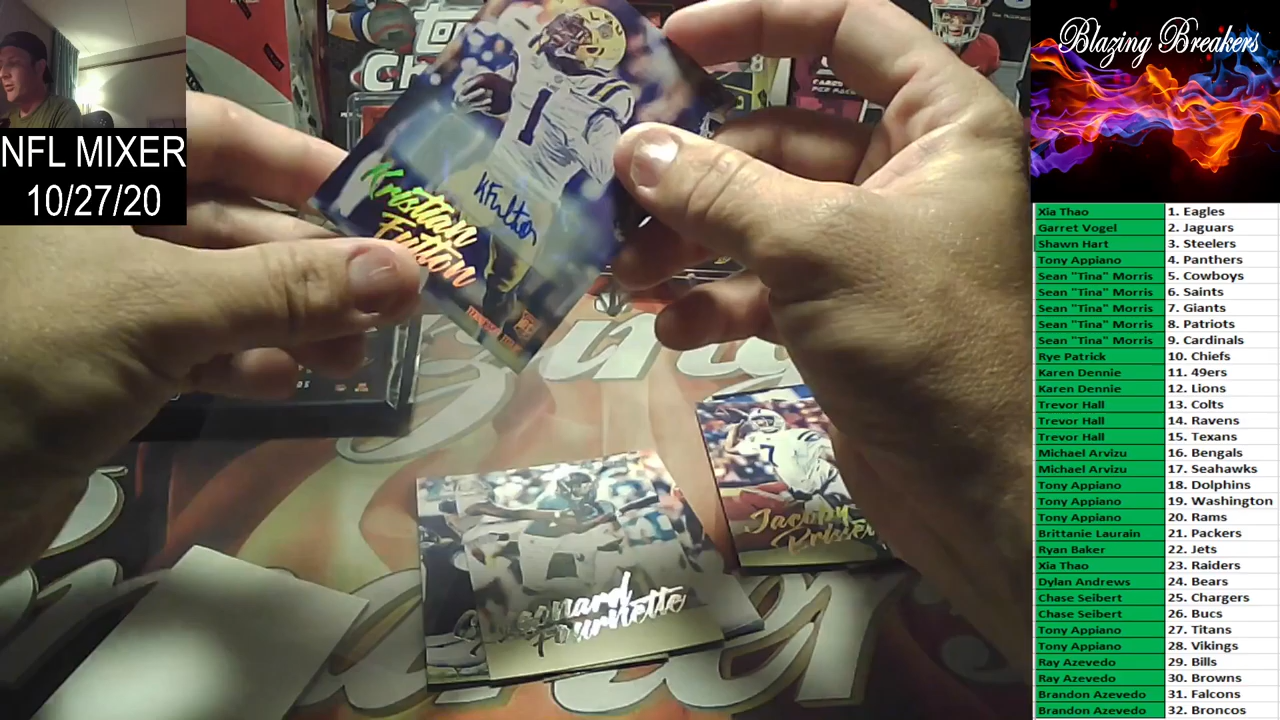 NFL MIXER
10/27/20
Blazing Breakers
Xia Thao 1. Eagles
Garret Vogel 2. Jaguars
Shawn Hart 3. Steelers
Tony Appiano 4. Panthers
Sean "Tina" Morris 5. Cowboys
Sean "Tina" Morris 6. Saints
Sean "Tina" Morris 7. Giants
Sean "Tina" Morris 8. Patriots
Sean "Tina" Morris 9. Cardinals
Rye Patrick 10. Chiefs
Karen Dennie 11. 49ers
Karen Dennie 12. Lions
Trevor Hall 13. Colts
Trevor Hall 14. Ravens
Trevor Hall 15. Texans
Michael Arvizu 16. Bengals
Michael Arvizu 17. Seahawks
Tony Appiano 18. Dolphins
Tony Appiano 19. Washington
Tony Appiano 20. Rams
Brittanie Laurain 21. Packers
Ryan Baker 22. Jets
Xia Thao 23. Raiders
Dylan Andrews 24. Bears
Chase Seibert 25. Chargers
Chase Seibert 26. Bucs
Tony Appiano 27. Titans
Tony Appiano 28. Vikings
Ray Azevedo 29. Bills
Ray Azevedo 30. Browns
Brandon Azevedo 31. Falcons
Brandon Azevedo 32. Broncos
Topps
1
KFulton
Kristian
Fulton
7
Jacoby
Leonard
Fournette